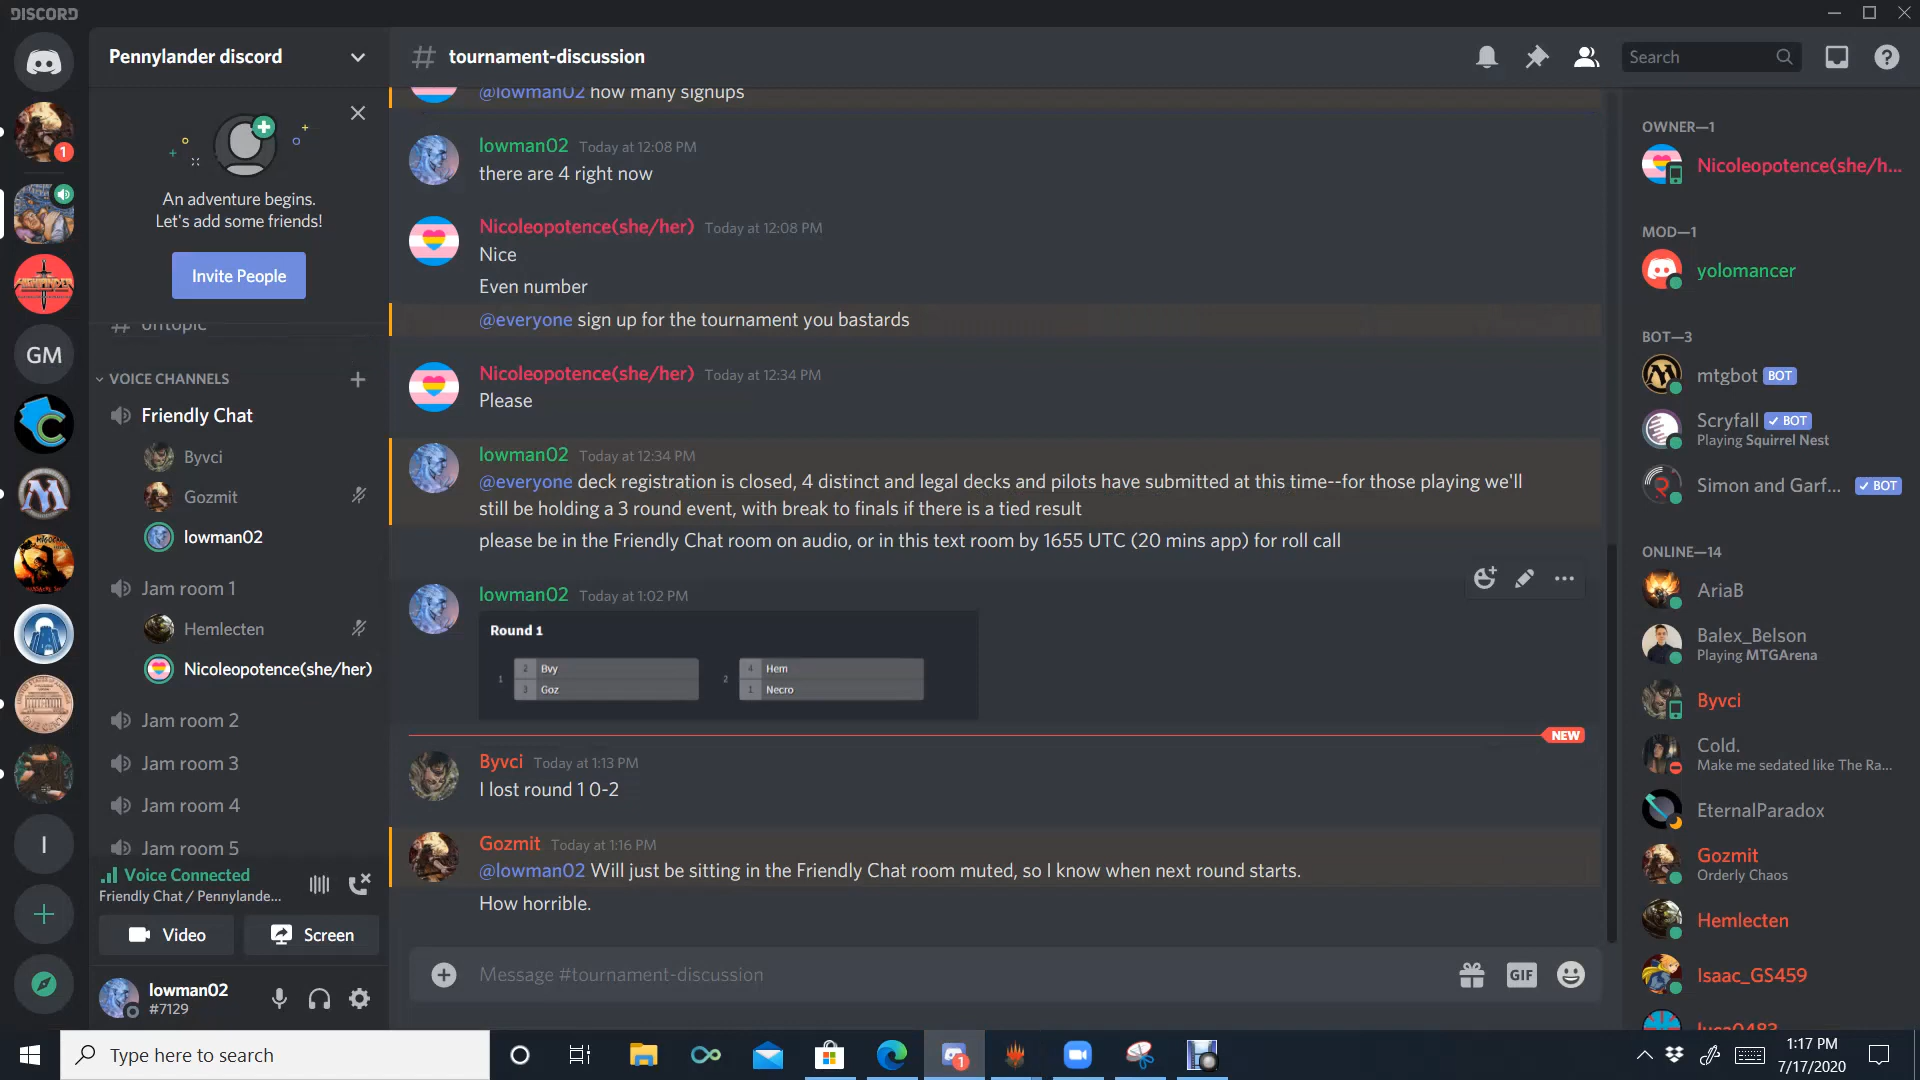 DISCORD
Pennylander discord
# tournament-discussion
Search
1
An adventure begins.
Let's add some friends!
Invite People
GM
I
# offtopic
VOICE CHANNELS
Friendly Chat
Byvci
Gozmit
lowman02
Jam room 1
Hemlecten
Nicoleopotence(she/her)
Jam room 2
Jam room 3
Jam room 4
Jam room 5
Voice Connected
Friendly Chat / Pennylande...
Video
Screen
lowman02
#7129
@lowman02 how many signups
lowman02 Today at 12:08 PM
there are 4 right now
Nicoleopotence(she/her) Today at 12:08 PM
Nice
Even number
@everyone sign up for the tournament you bastards
Nicoleopotence(she/her) Today at 12:34 PM
Please
lowman02 Today at 12:34 PM
@everyone deck registration is closed, 4 distinct and legal decks and pilots have submitted at this time--for those playing we'll
still be holding a 3 round event, with break to finals if there is a tied result
please be in the Friendly Chat room on audio, or in this text room by 1655 UTC (20 mins app) for roll call
lowman02 Today at 1:02 PM
Round 1
1 2 Bvy
3 Goz
2 4 Hem
1 Necro
NEW
Byvci Today at 1:13 PM
I lost round 1 0-2
Gozmit Today at 1:16 PM
@lowman02 Will just be sitting in the Friendly Chat room muted, so I know when next round starts.
How horrible.
Message #tournament-discussion
GIF
OWNER—1
Nicoleopotence(she/h...
MOD—1
yolomancer
BOT—3
mtgbot BOT
Scryfall BOT
Playing Squirrel Nest
Simon and Garf... BOT
ONLINE—14
AriaB
Balex_Belson
Playing MTGArena
Byvci
Cold.
Make me sedated like The Ra...
EternalParadox
Gozmit
Orderly Chaos
Hemlecten
Isaac_GS459
luca0483
Type here to search
1
1:17 PM
7/17/2020